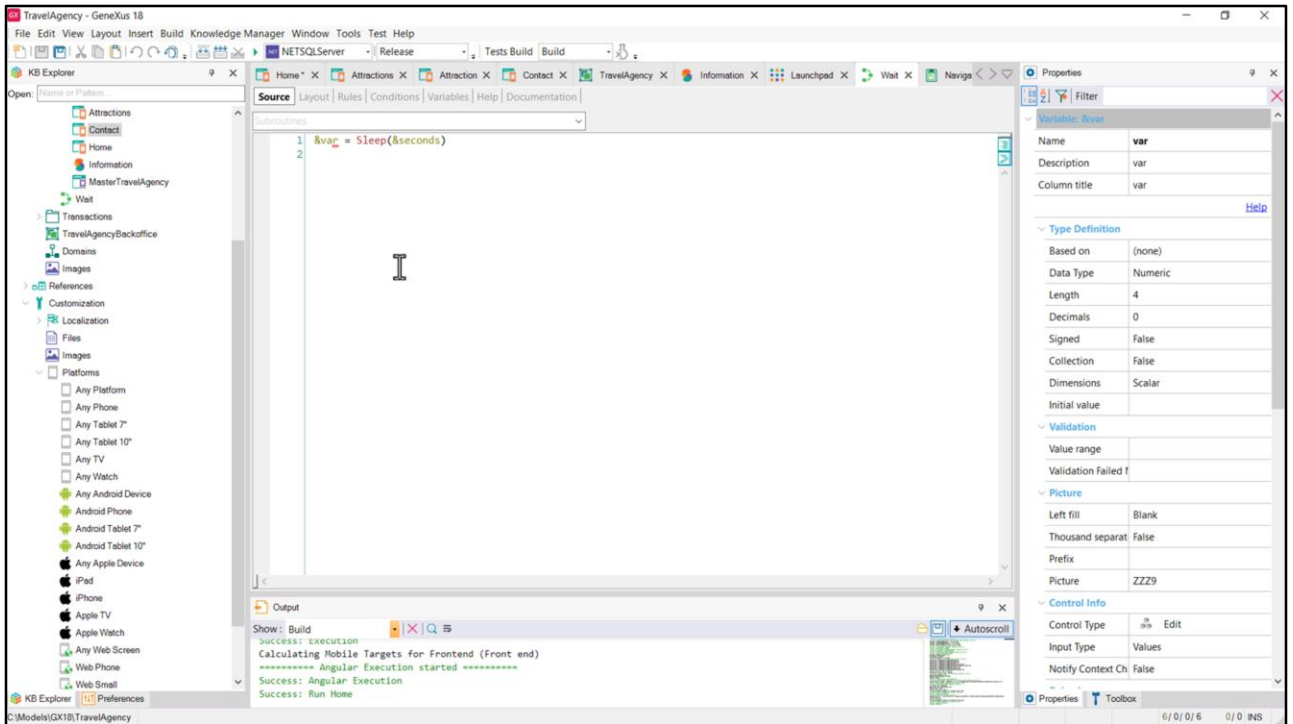 GX TravelAgency - GeneXus 18
File Edit View Layout Insert Build Knowledge Manager Window Tools Test Help
NETSQLServer Release Tests Build Build
KB Explorer
Open: Name or Pattern...
Attractions
Contact
Home
Information
MasterTravelAgency
Wait
Transactions
TravelAgencyBackoffice
Domains
Images
References
Customization
Localization
Files
Images
Platforms
Any Platform
Any Phone
Any Tablet 7"
Any Tablet 10"
Any TV
Any Watch
Any Android Device
Android Phone
Android Tablet 7"
Android Tablet 10"
Any Apple Device
iPad
iPhone
Apple TV
Apple Watch
Any Web Screen
Web Phone
Web Small
KB Explorer Preferences
Home* Attractions Attraction Contact TravelAgency Information Launchpad Wait Naviga
Source Layout Rules Conditions Variables Help Documentation
Subroutines
1 &var = Sleep(&seconds)
2
Output
Show: Build Autoscroll
Success: Execution
Calculating Mobile Targets for Frontend (Front end)
========== Angular Execution started ==========
Success: Angular Execution
Success: Run Home
Properties
Filter
Variable: &var
Name var
Description var
Column title var
Help
Type Definition
Based on (none)
Data Type Numeric
Length 4
Decimals 0
Signed False
Collection False
Dimensions Scalar
Initial value
Validation
Value range
Validation Failed
Picture
Left fill Blank
Thousand separat False
Prefix
Picture ZZZ9
Control Info
Control Type Edit
Input Type Values
Notify Context Ch False
Properties Toolbox
C:\Models\GX18\TravelAgency 6/0/0/6 0/0 INS